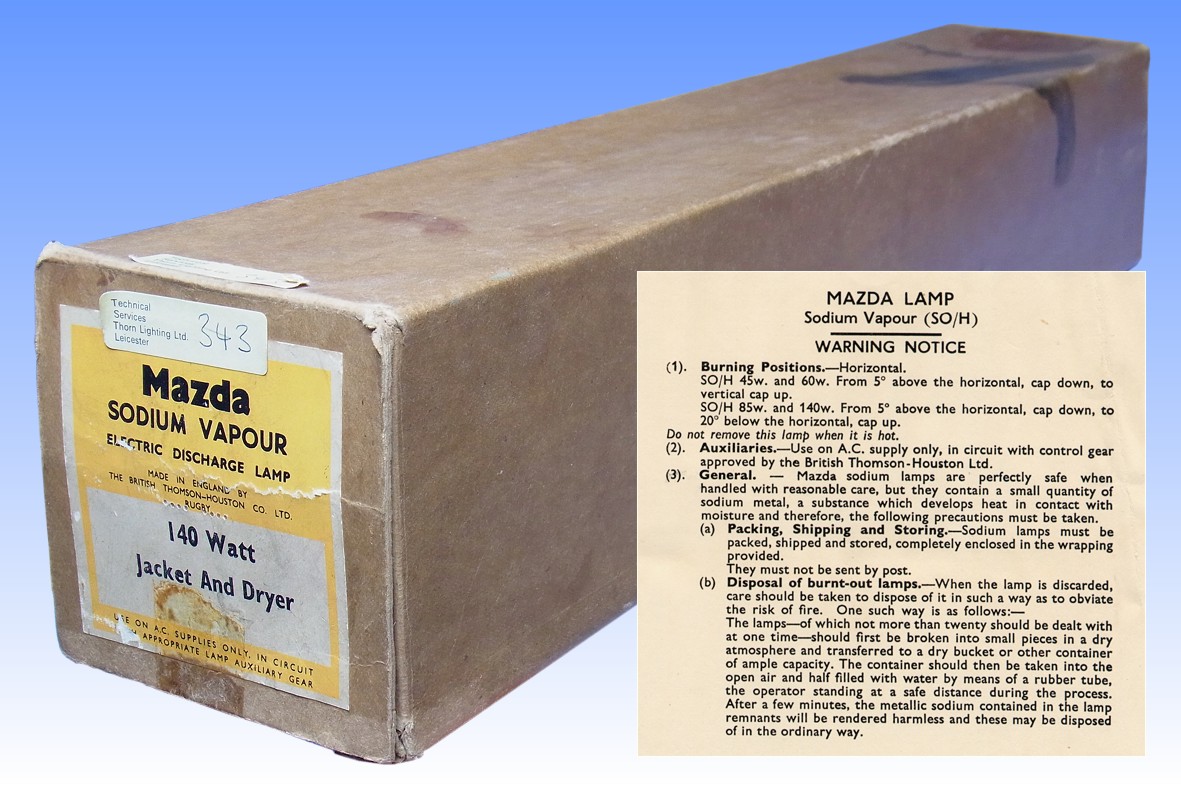 Technical
Services
Thorn Lighting Ltd.
Leicester
343
Mazda
SODIUM VAPOUR
ELECTRIC DISCHARGE LAMP
MADE IN ENGLAND BY
THE BRITISH THOMSON-HOUSTON CO. LTD.
RUGBY.
140 Watt
Jacket And Dryer
USE ON A.C. SUPPLIES ONLY, IN CIRCUIT
APPROPRIATE LAMP AUXILIARY GEAR
MAZDA LAMP
Sodium Vapour (SO/H)
WARNING NOTICE
(1). Burning Positions.—Horizontal.
SO/H 45w. and 60w. From 5° above the horizontal, cap down, to
vertical cap up.
SO/H 85w. and 140w. From 5° above the horizontal, cap down, to
20° below the horizontal, cap up.
Do not remove this lamp when it is hot.
(2). Auxiliaries.—Use on A.C. supply only, in circuit with control gear
approved by the British Thomson-Houston Ltd.
(3). General. — Mazda sodium lamps are perfectly safe when
handled with reasonable care, but they contain a small quantity of
sodium metal, a substance which develops heat in contact with
moisture and therefore, the following precautions must be taken.
(a) Packing, Shipping and Storing.—Sodium lamps must be
packed, shipped and stored, completely enclosed in the wrapping
provided.
They must not be sent by post.
(b) Disposal of burnt-out lamps.—When the lamp is discarded,
care should be taken to dispose of it in such a way as to obviate
the risk of fire. One such way is as follows:—
The lamps—of which not more than twenty should be dealt with
at one time—should first be broken into small pieces in a dry
atmosphere and transferred to a dry bucket or other container
of ample capacity. The container should then be taken into the
open air and half filled with water by means of a rubber tube,
the operator standing at a safe distance during the process.
After a few minutes, the metallic sodium contained in the lamp
remnants will be rendered harmless and these may be disposed
of in the ordinary way.